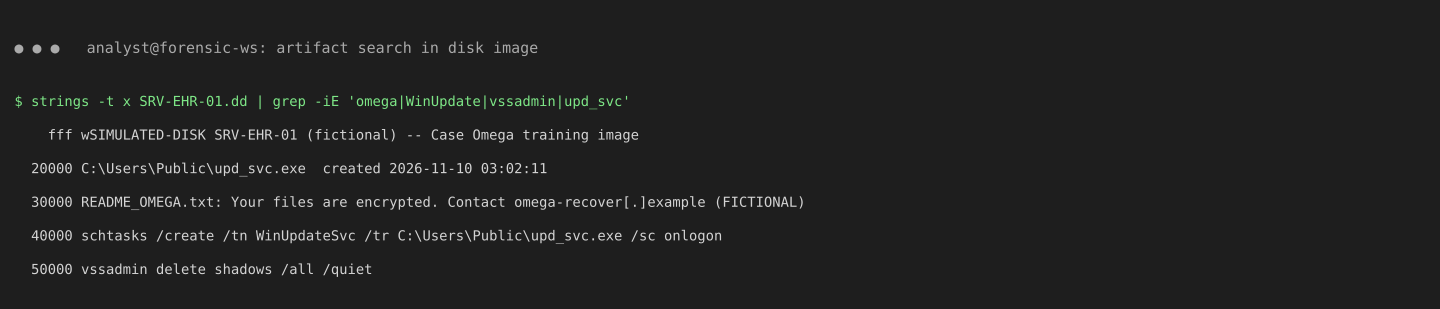 ● ● ● analyst@forensic-ws: artifact search in disk image
$ strings -t x SRV-EHR-01.dd | grep -iE 'omega|WinUpdate|vssadmin|upd_svc'
fff wSIMULATED-DISK SRV-EHR-01 (fictional) -- Case Omega training image
20000 C:\Users\Public\upd_svc.exe  created 2026-11-10 03:02:11
30000 README_OMEGA.txt: Your files are encrypted. Contact omega-recover[.]example (FICTIONAL)
40000 schtasks /create /tn WinUpdateSvc /tr C:\Users\Public\upd_svc.exe /sc onlogon
50000 vssadmin delete shadows /all /quiet